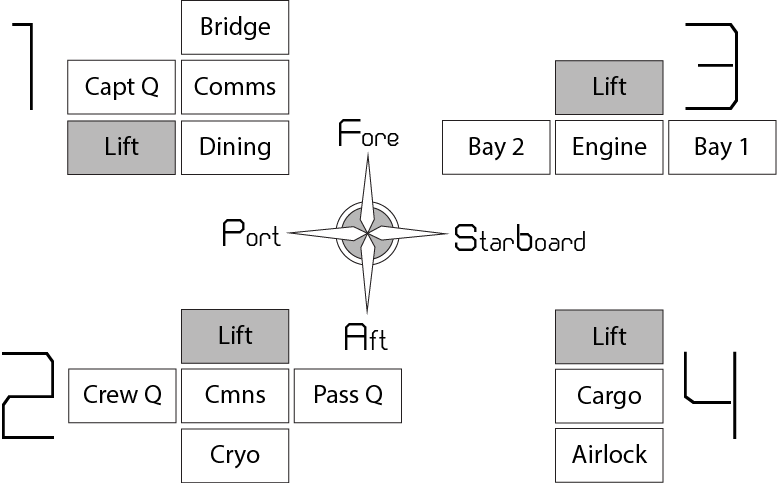 1
Bridge
Capt Q Comms
Lift Dining
3
Lift
Bay 2 Engine Bay 1
Fore
Port
Starboard
Aft
2
Lift
Crew Q Cmns Pass Q
Cryo
4
Lift
Cargo
Airlock